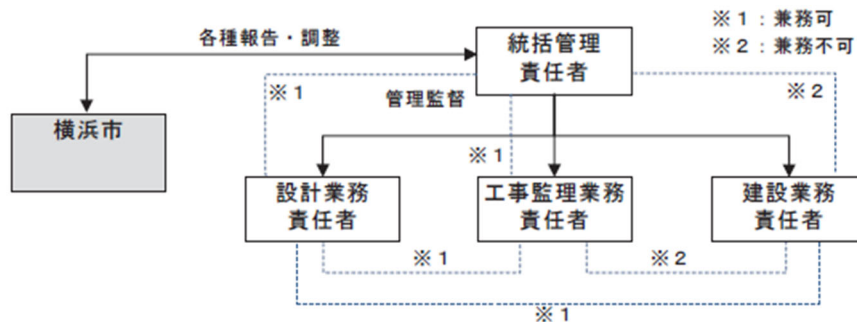 ※1：兼務可
※2：兼務不可
各種報告・調整
統括管理
責任者
※1
管理監督
※2
横浜市
※1
設計業務
責任者
工事監理業務
責任者
建設業務
責任者
※1
※2
※1